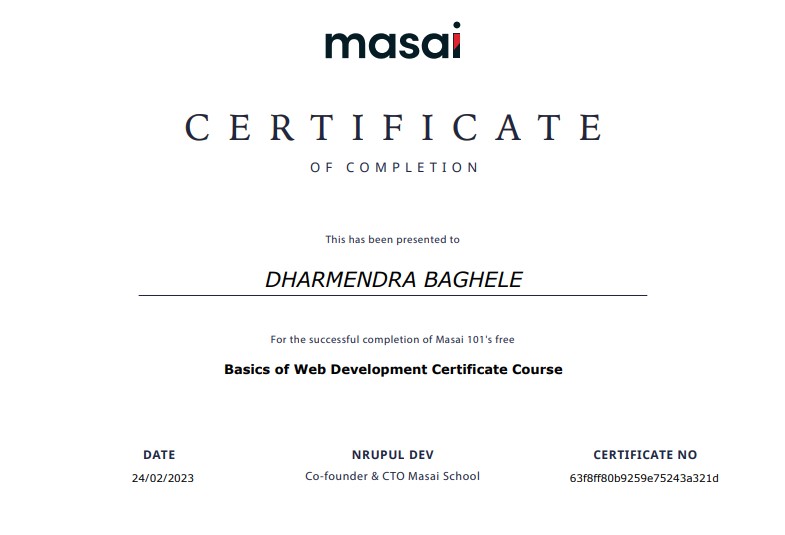 masai
CERTIFICATE
OF COMPLETION
This has been presented to
DHARMENDRA BAGHELE
For the successful completion of Masai 101's free
Basics of Web Development Certificate Course
DATE
24/02/2023
NRUPUL DEV
Co-founder & CTO Masai School
CERTIFICATE NO
63f8ff80b9259e75243a321d